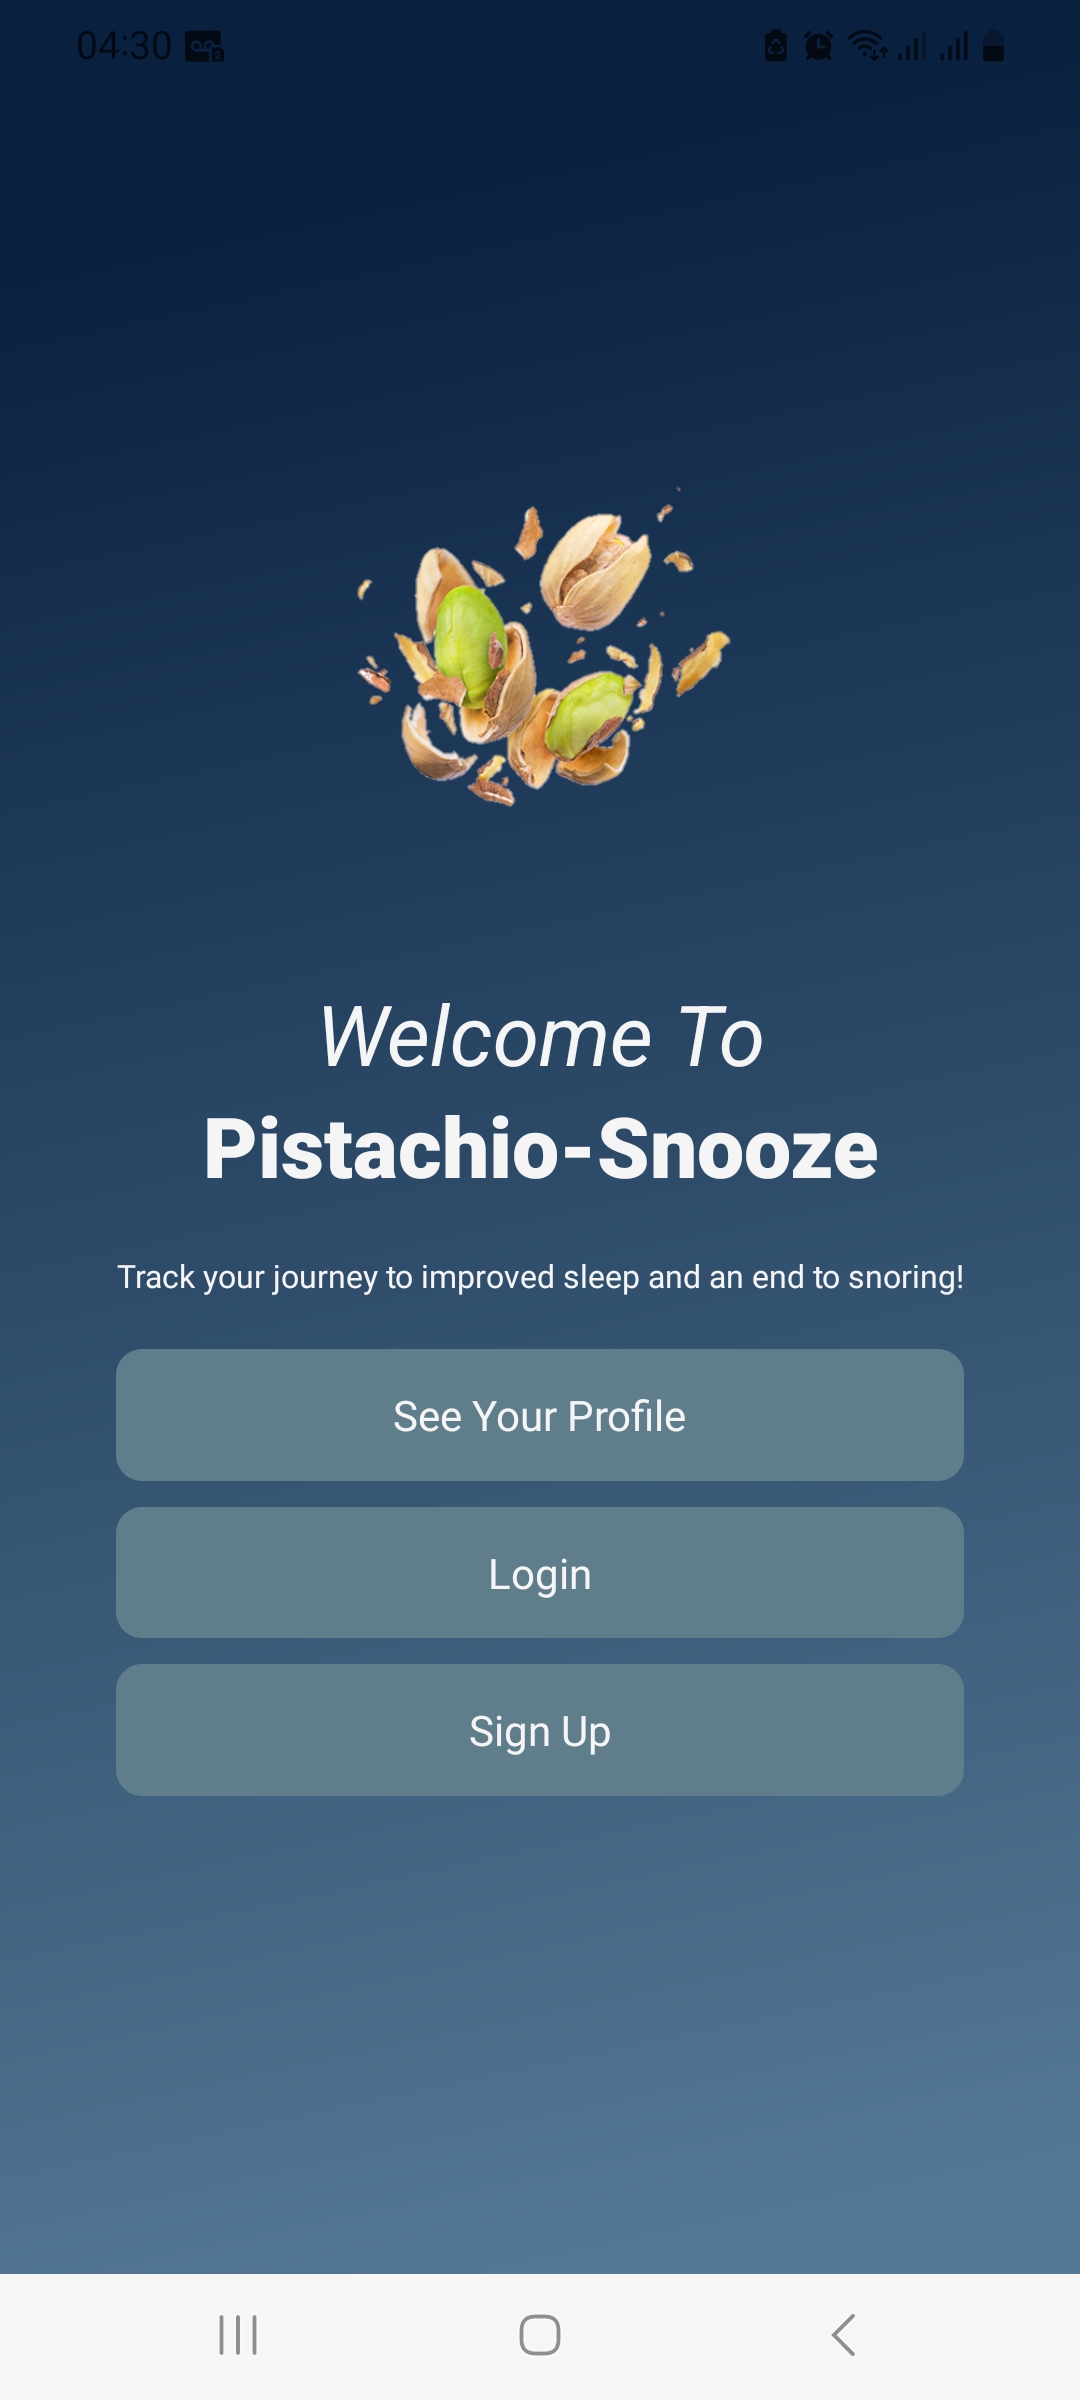 04:30
Welcome To
Pistachio-Snooze
Track your journey to improved sleep and an end to snoring!
See Your Profile
Login
Sign Up